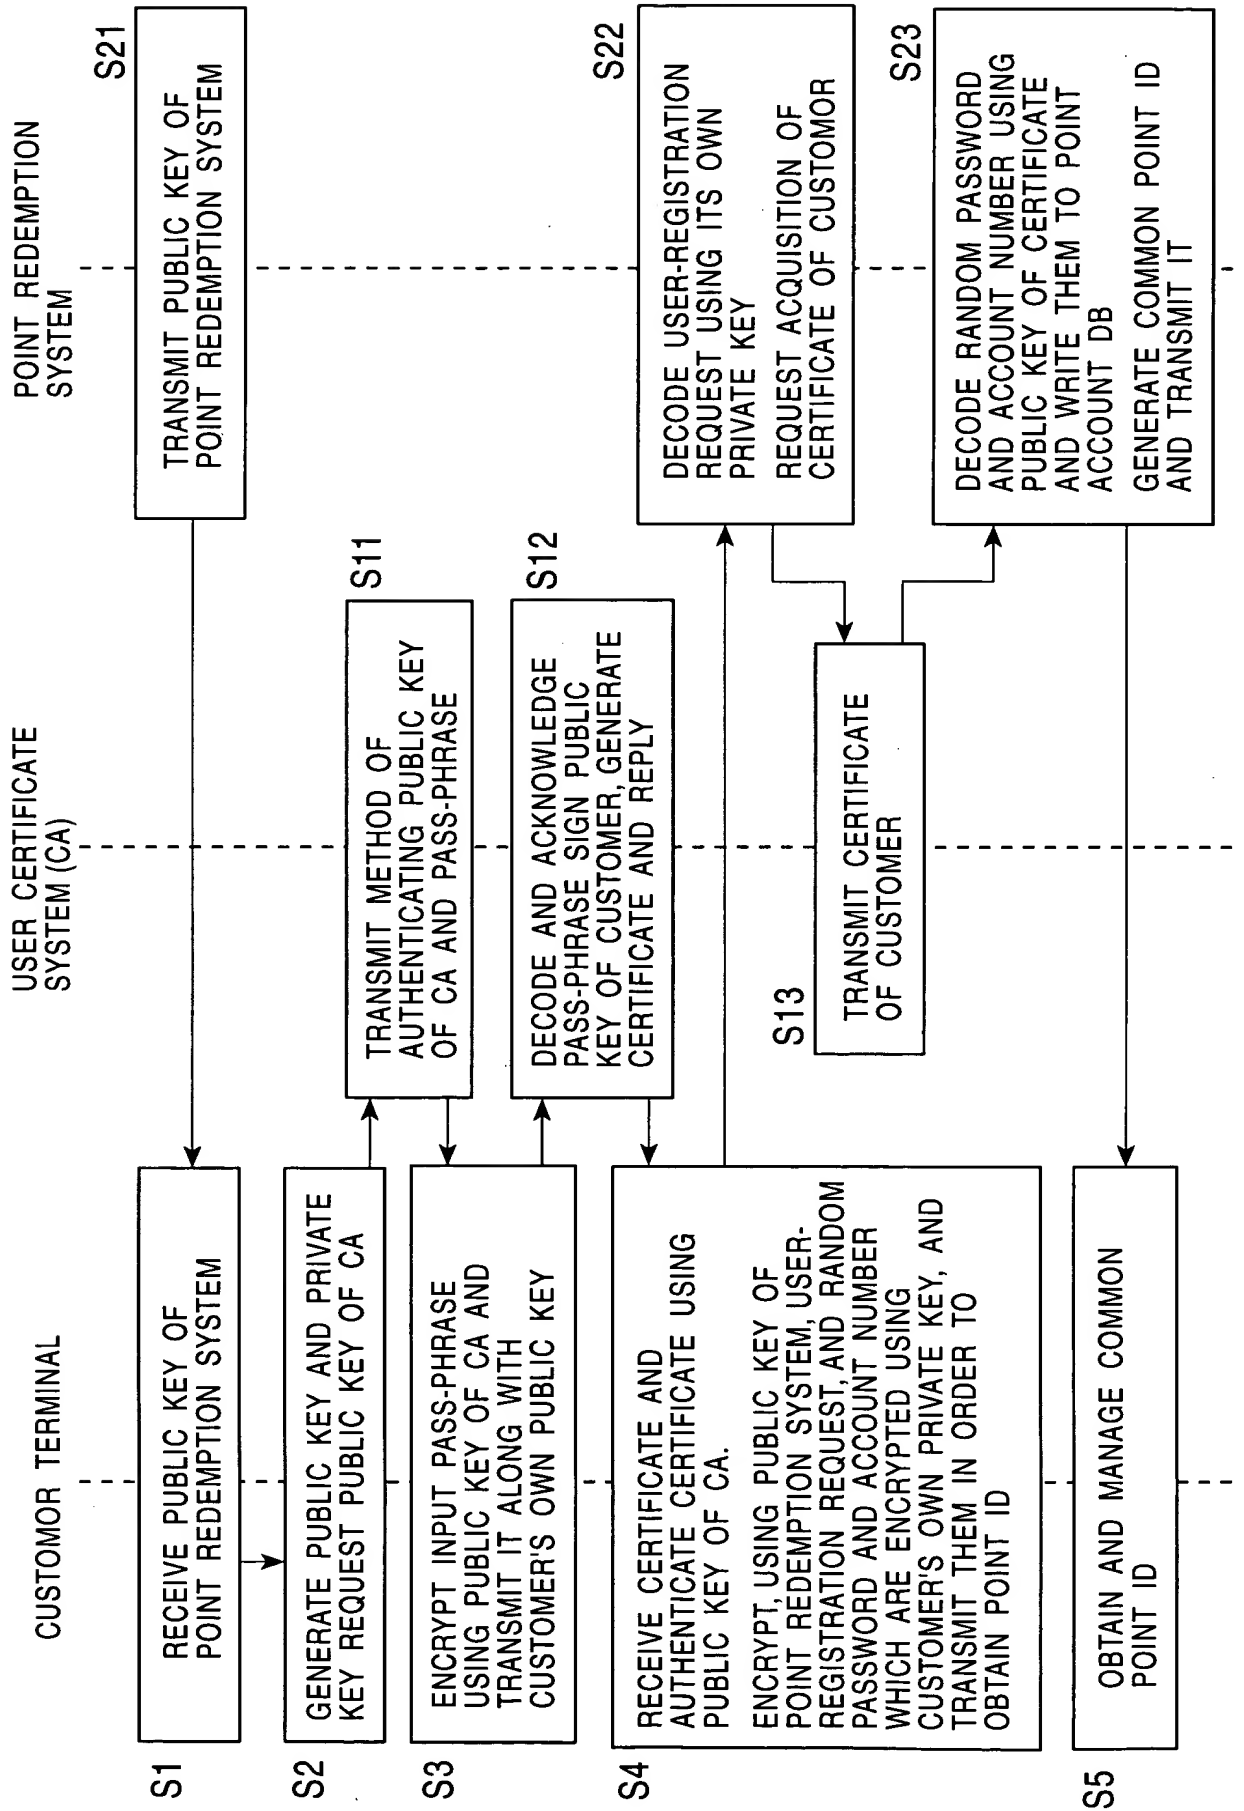 CUSTOMOR TERMINAL
USER CERTIFICATE
SYSTEM (CA)
POINT REDEMPTION
SYSTEM
S1
RECEIVE PUBLIC KEY OF
POINT REDEMPTION SYSTEM
S21
TRANSMIT PUBLIC KEY OF
POINT REDEMPTION SYSTEM
S2
GENERATE PUBLIC KEY AND PRIVATE
KEY REQUEST PUBLIC KEY OF CA
S11
TRANSMIT METHOD OF
AUTHENTICATING PUBLIC KEY
OF CA AND PASS-PHRASE
S3
ENCRYPT INPUT PASS-PHRASE
USING PUBLIC KEY OF CA AND
TRANSMIT IT ALONG WITH
CUSTOMER'S OWN PUBLIC KEY
S12
DECODE AND ACKNOWLEDGE
PASS-PHRASE SIGN PUBLIC
KEY OF CUSTOMER, GENERATE
CERTIFICATE AND REPLY
S4
RECEIVE CERTIFICATE AND
AUTHENTICATE CERTIFICATE USING
PUBLIC KEY OF CA.
ENCRYPT, USING PUBLIC KEY OF
POINT REDEMPTION SYSTEM, USER-
REGISTRATION REQUEST, AND RANDOM
PASSWORD AND ACCOUNT NUMBER
WHICH ARE ENCRYPTED USING
CUSTOMER'S OWN PRIVATE KEY, AND
TRANSMIT THEM IN ORDER TO
OBTAIN POINT ID
S22
DECODE USER-REGISTRATION
REQUEST USING ITS OWN
PRIVATE KEY
REQUEST ACQUISITION OF
CERTIFICATE OF CUSTOMOR
S13
TRANSMIT CERTIFICATE
OF CUSTOMER
S23
DECODE RANDOM PASSWORD
AND ACCOUNT NUMBER USING
PUBLIC KEY OF CERTIFICATE
AND WRITE THEM TO POINT
ACCOUNT DB
GENERATE COMMON POINT ID
AND TRANSMIT IT
S5
OBTAIN AND MANAGE COMMON
POINT ID